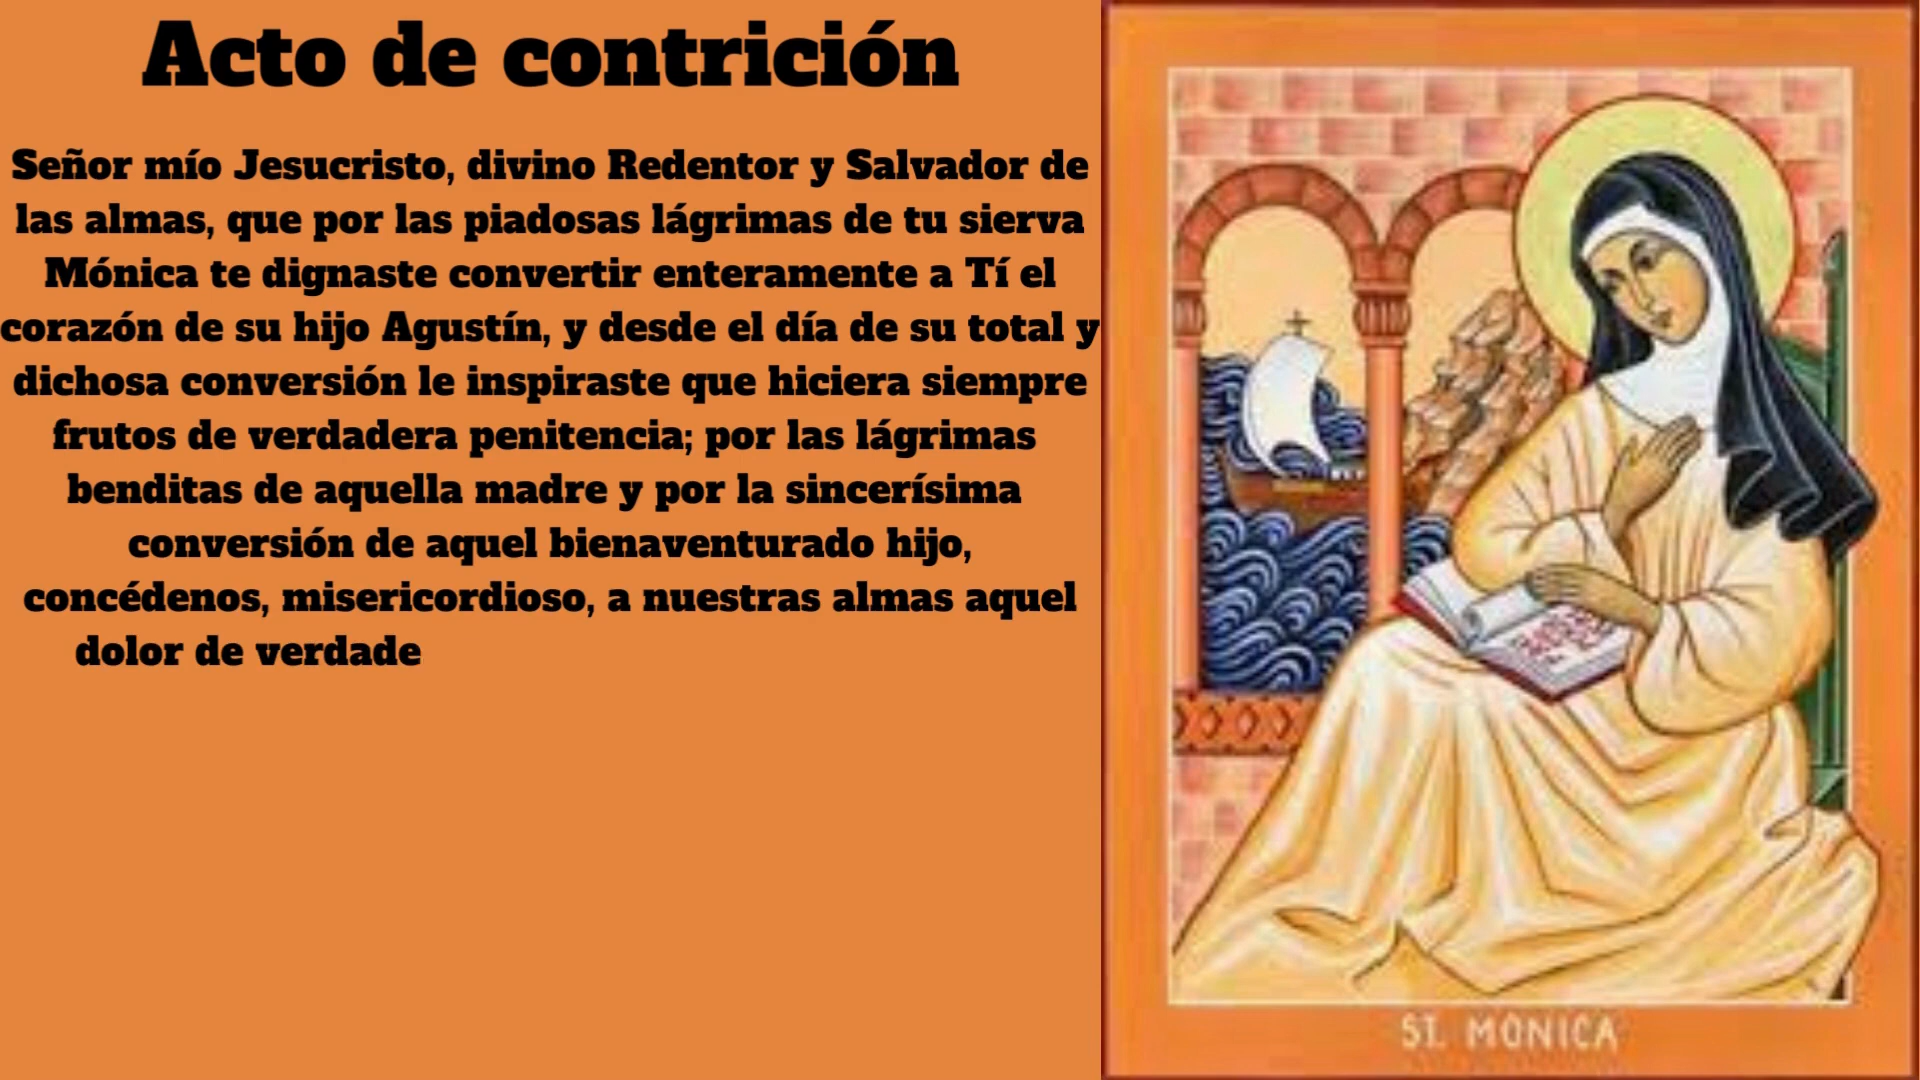 Acto de contrición
Señor mío Jesucristo, divino Redentor y Salvador de
las almas, que por las piadosas lágrimas de tu sierva
Mónica te dignaste convertir enteramente a Tí el
corazón de su hijo Agustín, y desde el día de su total y
dichosa conversión le inspiraste que hiciera siempre
frutos de verdadera penitencia; por las lágrimas
benditas de aquella madre y por la sincerísima
conversión de aquel bienaventurado hijo,
concédenos, misericordioso, a nuestras almas aquel
dolor de verdade
ST. MONICA